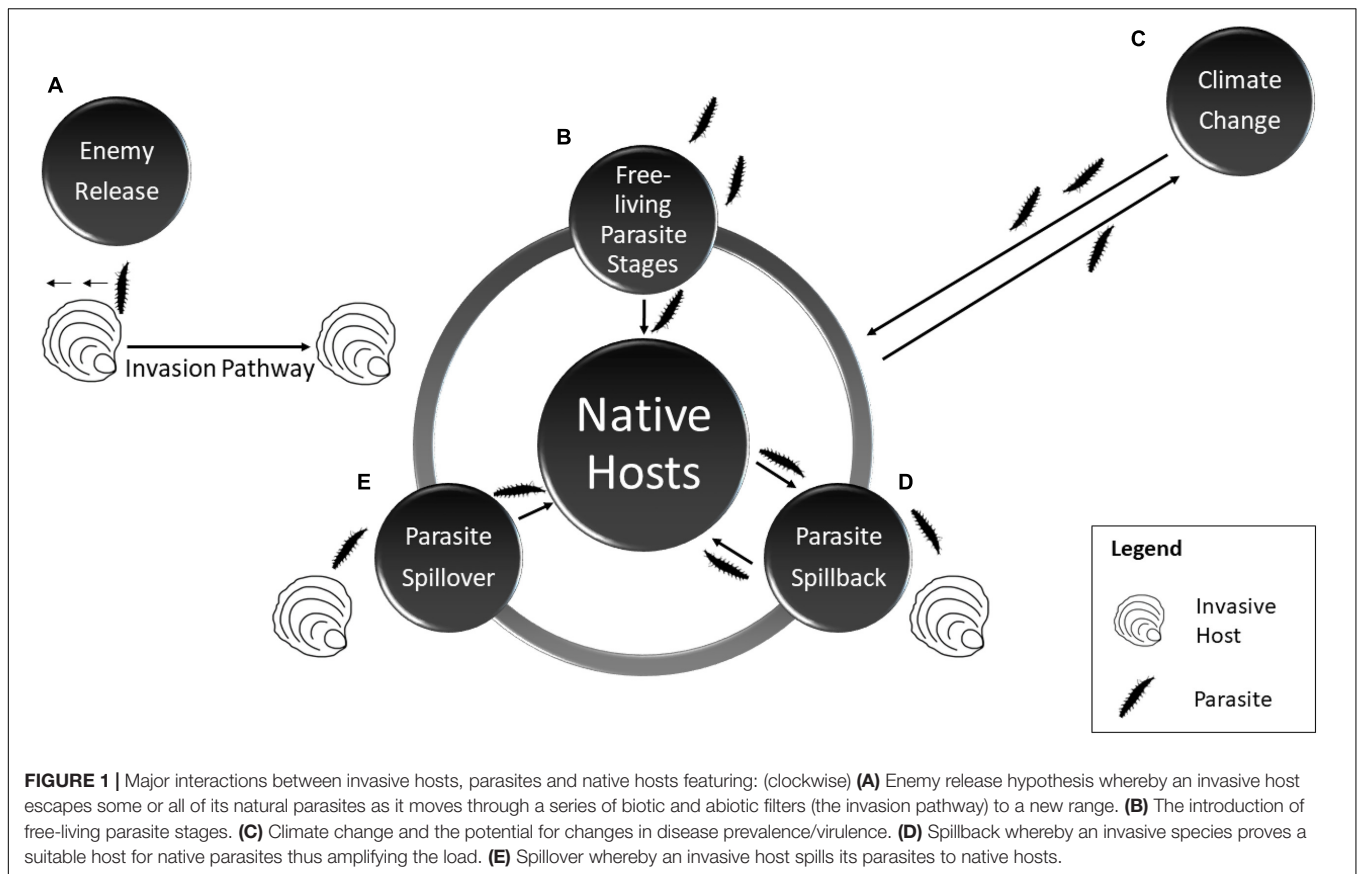 A
Enemy
Release
Invasion Pathway
B
Free-
living
Parasite
Stages
C
Climate
Change
Native
Hosts
E
Parasite
Spillover
D
Parasite
Spillback
Legend
Invasive
Host
Parasite
FIGURE 1 | Major interactions between invasive hosts, parasites and native hosts featuring: (clockwise) (A) Enemy release hypothesis whereby an invasive host
escapes some or all of its natural parasites as it moves through a series of biotic and abiotic filters (the invasion pathway) to a new range. (B) The introduction of
free-living parasite stages. (C) Climate change and the potential for changes in disease prevalence/virulence. (D) Spillback whereby an invasive species proves a
suitable host for native parasites thus amplifying the load. (E) Spillover whereby an invasive host spills its parasites to native hosts.